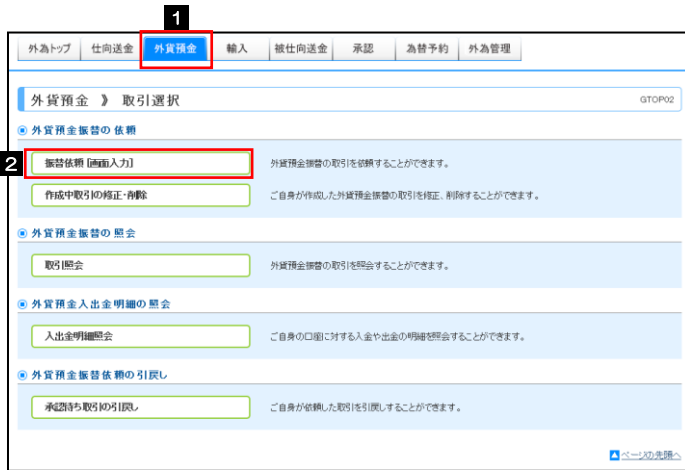 1
外為トップ 仕向送金 外貨預金 輸入 被仕向送金 承認 為替予約 外為管理
外貨預金 》 取引選択 GTOP02
外貨預金振替の依頼
2
振替依頼[画面入力] 外貨預金振替の取引を依頼することができます。
作成中取引の修正・削除 ご自身が作成した外貨預金振替の取引を修正、削除することができます。
外貨預金振替の照会
取引照会 外貨預金振替の取引を照会することができます。
外貨預金入出金明細の照会
入出金明細照会 ご自身の口座に対する入金や出金の明細を照会することができます。
外貨預金振替依頼の引戻し
承認待ち取引の引戻し ご自身が依頼した取引を引戻しすることができます。
ページの先頭へ